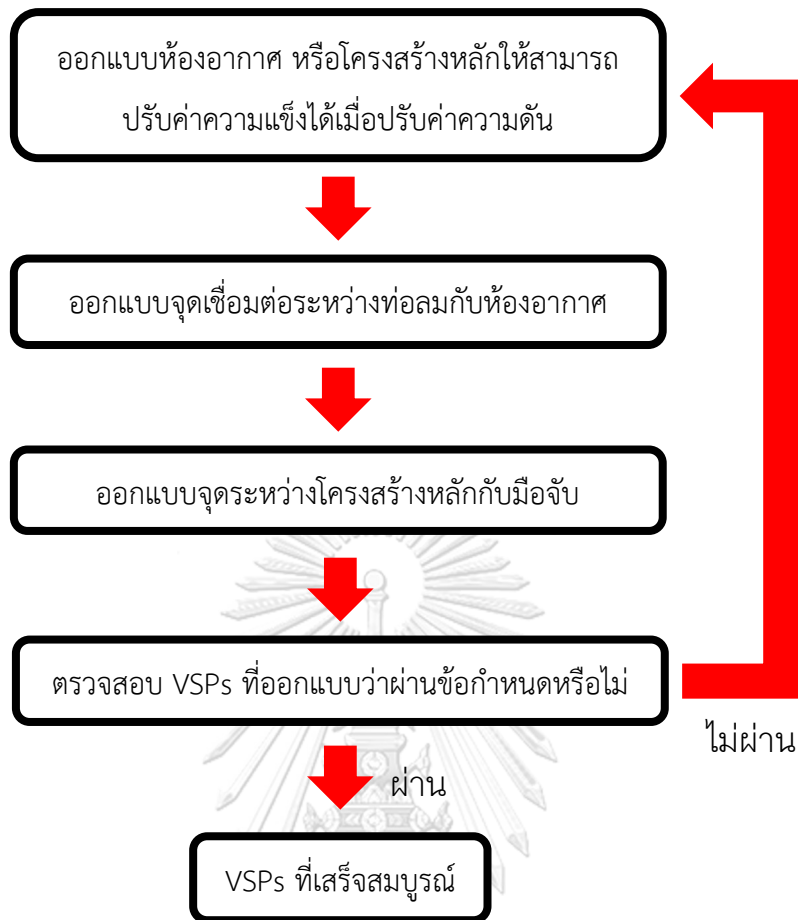 ออกแบบห้องอากาศ หรือโครงสร้างหลักให้สามารถ
ปรับค่าความแข็งได้เมื่อปรับค่าความดัน
ออกแบบจุดเชื่อมต่อระหว่างท่อลมกับห้องอากาศ
ออกแบบจุดระหว่างโครงสร้างหลักกับมือจับ
ตรวจสอบ VSPs ที่ออกแบบว่าผ่านข้อกำหนดหรือไม่
ไม่ผ่าน
ผ่าน
VSPs ที่เสร็จสมบูรณ์